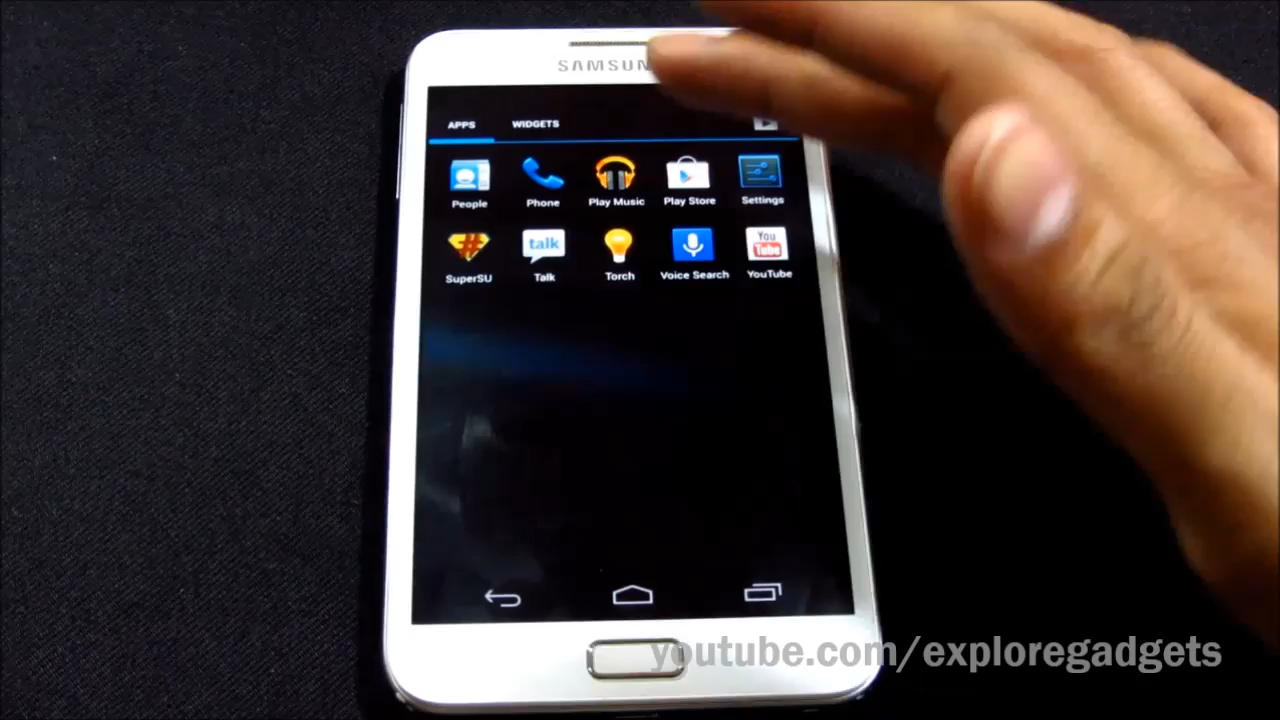 SAMSUN
APPS WIDGETS
People Phone Play Music Play Store Settings
talk You Tube
SuperSU Talk Torch Voice Search YouTube
youtube.com/exploregadgets